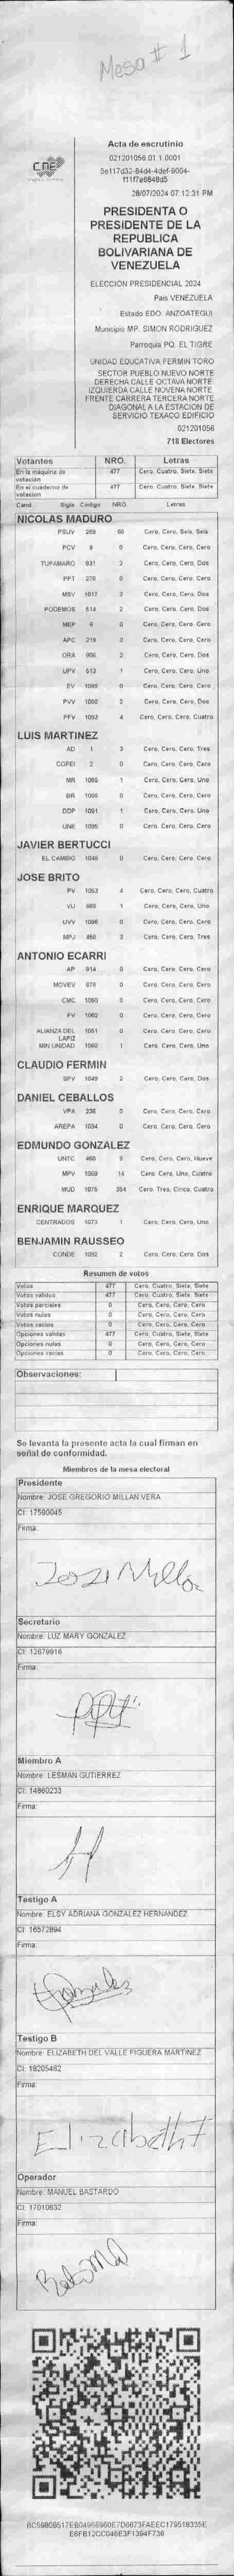 Mesa # 1
CNE
Acta de escrutinio
021201056.01.1.0001
28/07/2024 07:12:31 PM
PRESIDENTA O
PRESIDENTE DE LA
REPUBLICA
BOLIVARIANA DE
VENEZUELA
ELECCIÓN PRESIDENCIAL 2024
País VENEZUELA
Estado EDO. ANZOATEGUI
Municipio MP. SIMON RODRIGUEZ
Parroquia PQ. EL TIGRE
UNIDAD EDUCATIVA FERMIN TORO
SECTOR PUEBLO NUEVO NORTE
DERECHA CALLE OCTAVA NORTE
IZQUIERDA CALLE NOVENA NORTE
FRENTE CARRERA TERCERA NORTE
DIAGONAL A LA ESTACION DE
SERVICIO TEXACO EDIFICIO
021201056
718 Electores
Votantes NRO. Letras
En la maquina de votación 477 Cero, Cuatro, Siete, Siete
En el cuaderno de votación 477 Cero, Cuatro, Siete, Siete
Cand. Sigla Código NRO. Letras
NICOLAS MADURO
PSUV 268 66 Cero, Cero, Seis, Seis
PCV 9 0 Cero, Cero, Cero, Cero
TUPAMARO 931 2 Cero, Cero, Cero, Dos
PPT 276 0 Cero, Cero, Cero, Cero
MSV 1017 2 Cero, Cero, Cero, Dos
PODEMOS 514 2 Cero, Cero, Cero, Dos
MEP 6 0 Cero, Cero, Cero, Cero
APC 219 0 Cero, Cero, Cero, Cero
ORA 906 2 Cero, Cero, Cero, Dos
UPV 513 1 Cero, Cero, Cero, Uno
EV 1099 0 Cero, Cero, Cero, Cero
PVV 1090 2 Cero, Cero, Cero, Dos
PFV 1093 4 Cero, Cero, Cero, Cuatro
LUIS MARTINEZ
AD 1 3 Cero, Cero, Cero, Tres
COPEI 2 0 Cero, Cero, Cero, Cero
MR 1065 1 Cero, Cero, Cero, Uno
BR 1066 0 Cero, Cero, Cero, Cero
DDP 1091 1 Cero, Cero, Cero, Uno
UNE 1095 0 Cero, Cero, Cero, Cero
JAVIER BERTUCCI
EL CAMBIO 1048 0 Cero, Cero, Cero, Cero
JOSE BRITO
PV 1053 4 Cero, Cero, Cero, Cuatro
VU 968 1 Cero, Cero, Cero, Uno
UVV 1096 0 Cero, Cero, Cero, Cero
MPJ 458 3 Cero, Cero, Cero, Tres
ANTONIO ECARRI
AP 914 0 Cero, Cero, Cero, Cero
MOVEV 878 0 Cero, Cero, Cero, Cero
CMC 1050 0 Cero, Cero, Cero, Cero
FV 1062 0 Cero, Cero, Cero, Cero
ALIANZA DEL LAPIZ 1051 0 Cero, Cero, Cero, Cero
MIN UNIDAD 1068 1 Cero, Cero, Cero, Uno
CLAUDIO FERMIN
SPV 1049 2 Cero, Cero, Cero, Dos
DANIEL CEBALLOS
VPA 236 0 Cero, Cero, Cero, Cero
AREPA 1094 0 Cero, Cero, Cero, Cero
EDMUNDO GONZALEZ
UNTC 460 9 Cero, Cero, Cero, Nueve
MPV 1069 14 Cero, Cero, Uno, Cuatro
MUD 1075 354 Cero, Tres, Cinco, Cuatro
ENRIQUE MARQUEZ
CENTRADOS 1073 1 Cero, Cero, Cero, Uno
BENJAMIN RAUSSEO
CONDE 1092 2 Cero, Cero, Cero, Dos
Resumen de votos
Votos 477 Cero, Cuatro, Siete, Siete
Votos validos 477 Cero, Cuatro, Siete, Siete
Votos parciales 0 Cero, Cero, Cero, Cero
Votos nulos 0 Cero, Cero, Cero, Cero
Votos vacios 0 Cero, Cero, Cero, Cero
Opciones validas 477 Cero, Cuatro, Siete, Siete
Opciones nulas 0 Cero, Cero, Cero, Cero
Opciones vacias 0 Cero, Cero, Cero, Cero
Observaciones:
Se levanta la presente acta la cual firman en
señal de conformidad.
Miembros de la mesa electoral
Presidente
Nombre: JOSE GREGORIO MILLAN VERA
CI: 17590045
Firma:
Secretario
Nombre: LUZ MARY GONZALEZ
CI: 12679916
Firma:
Miembro A
Nombre: LESMAN GUTIERREZ
CI: 14860233
Firma:
Testigo A
Nombre: ELSY ADRIANA GONZALEZ HERNANDEZ
CI: 16572894
Firma:
Gonzalez
Testigo B
Nombre: ELIZABETH DEL VALLE FIGUERA MARTINEZ
CI: 18205462
Firma:
Elizabeth F
Operador
Nombre: MANUEL BASTARDO
CI: 17010632
Firma: